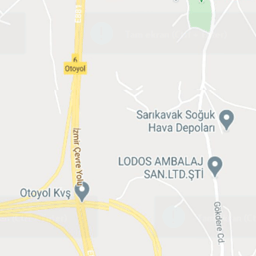 Otoyol
Sarıkavak Soğuk
Hava Depoları
LODOS AMBALAJ
SAN.LTD.ŞTİ
İzmir Çevre Yolu
Otoyol Kvş
Gökdere Cd.